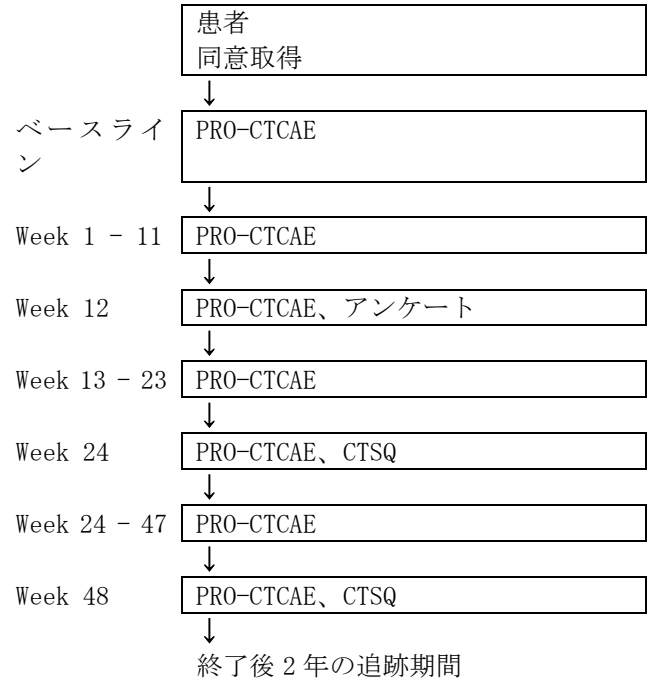 患者
同意取得
↓
ベースライン PRO-CTCAE
↓
Week 1 - 11 PRO-CTCAE
↓
Week 12 PRO-CTCAE、アンケート
↓
Week 13 - 23 PRO-CTCAE
↓
Week 24 PRO-CTCAE、CTSQ
↓
Week 24 - 47 PRO-CTCAE
↓
Week 48 PRO-CTCAE、CTSQ
↓
終了後 2 年の追跡期間